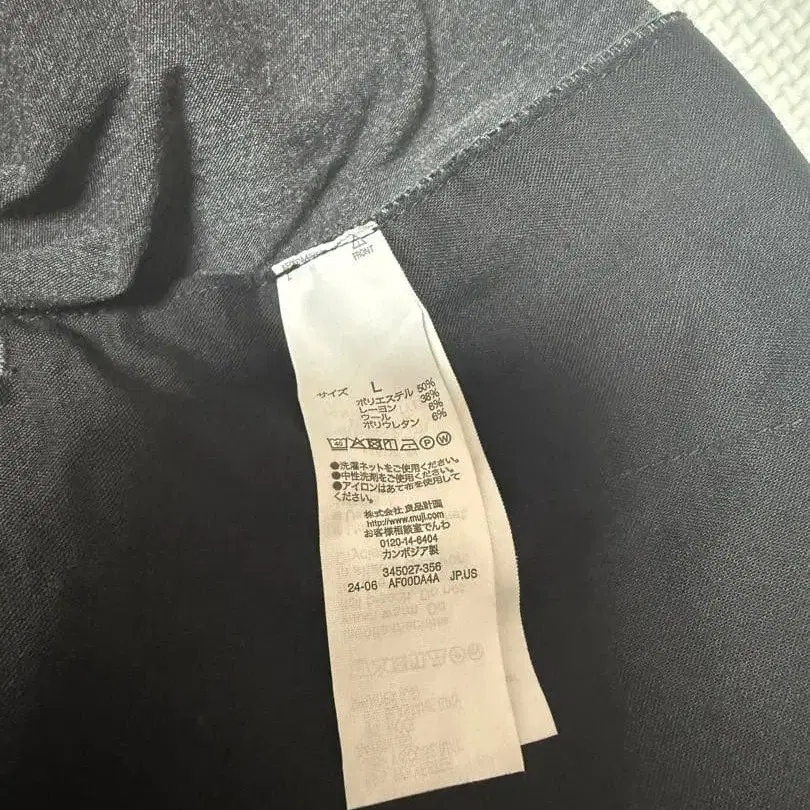 FRONT
サイズ L
ポリエステル 50%
レーヨン 38%
ウール 6%
ポリウレタン 6%
●洗濯ネットをご使用ください。
●中性洗剤をご使用ください。
●アイロンはあて布を使用して
ください。
株式会社 良品計画
http://www.muji.com
お客様相談室でんわ
0120-14-6404
カンボジア製
345027-356
24-06 AF00DA4A JP.US